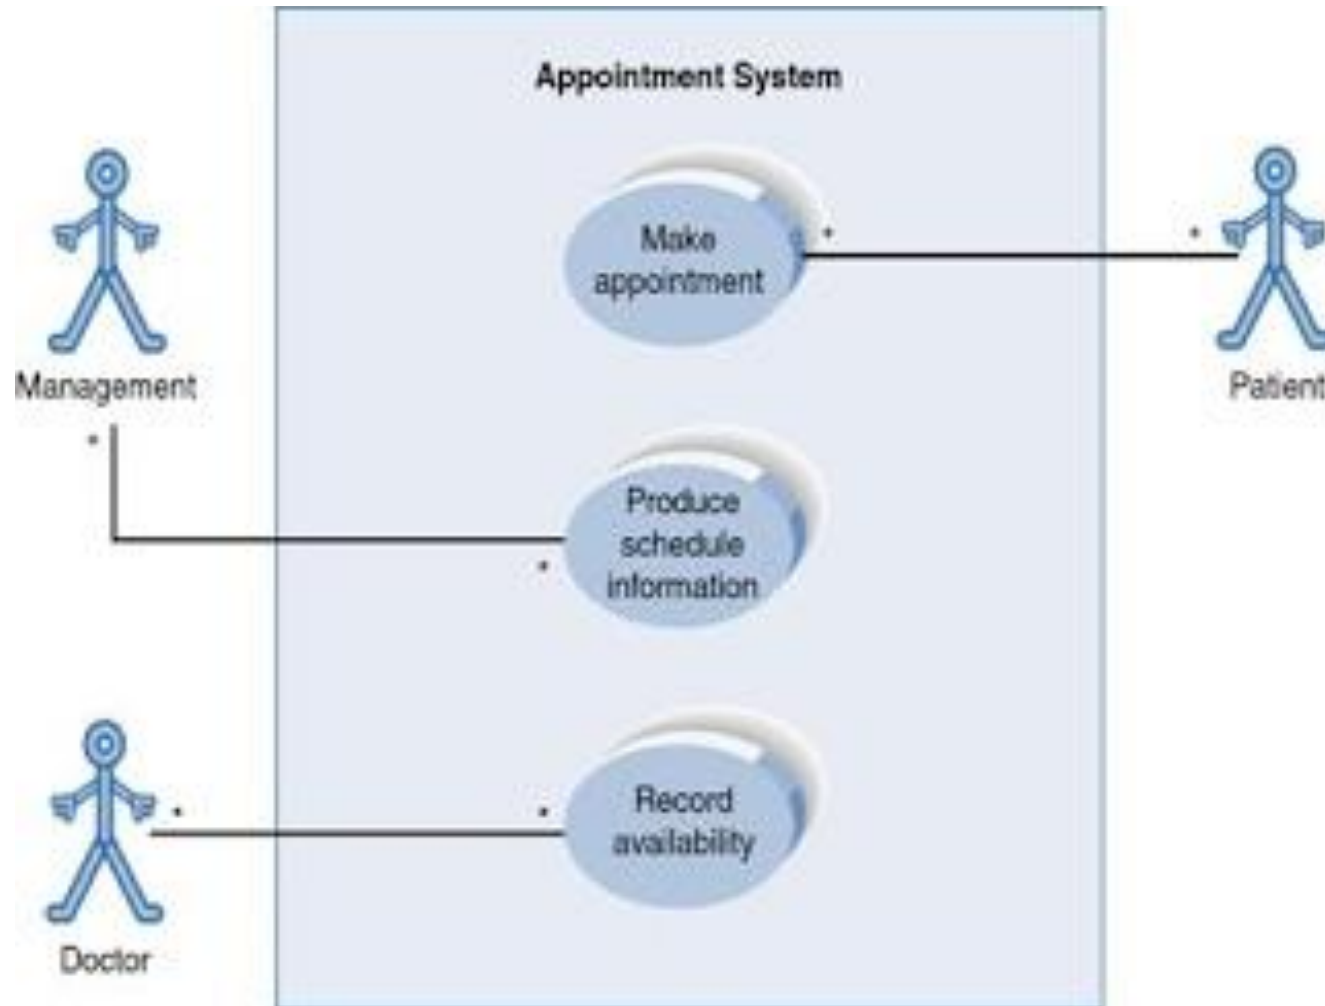 Appointment System
Make
appointment
*
*
Management
Patient
*
Produce
schedule
information
*
*
*
Record
availability
Doctor